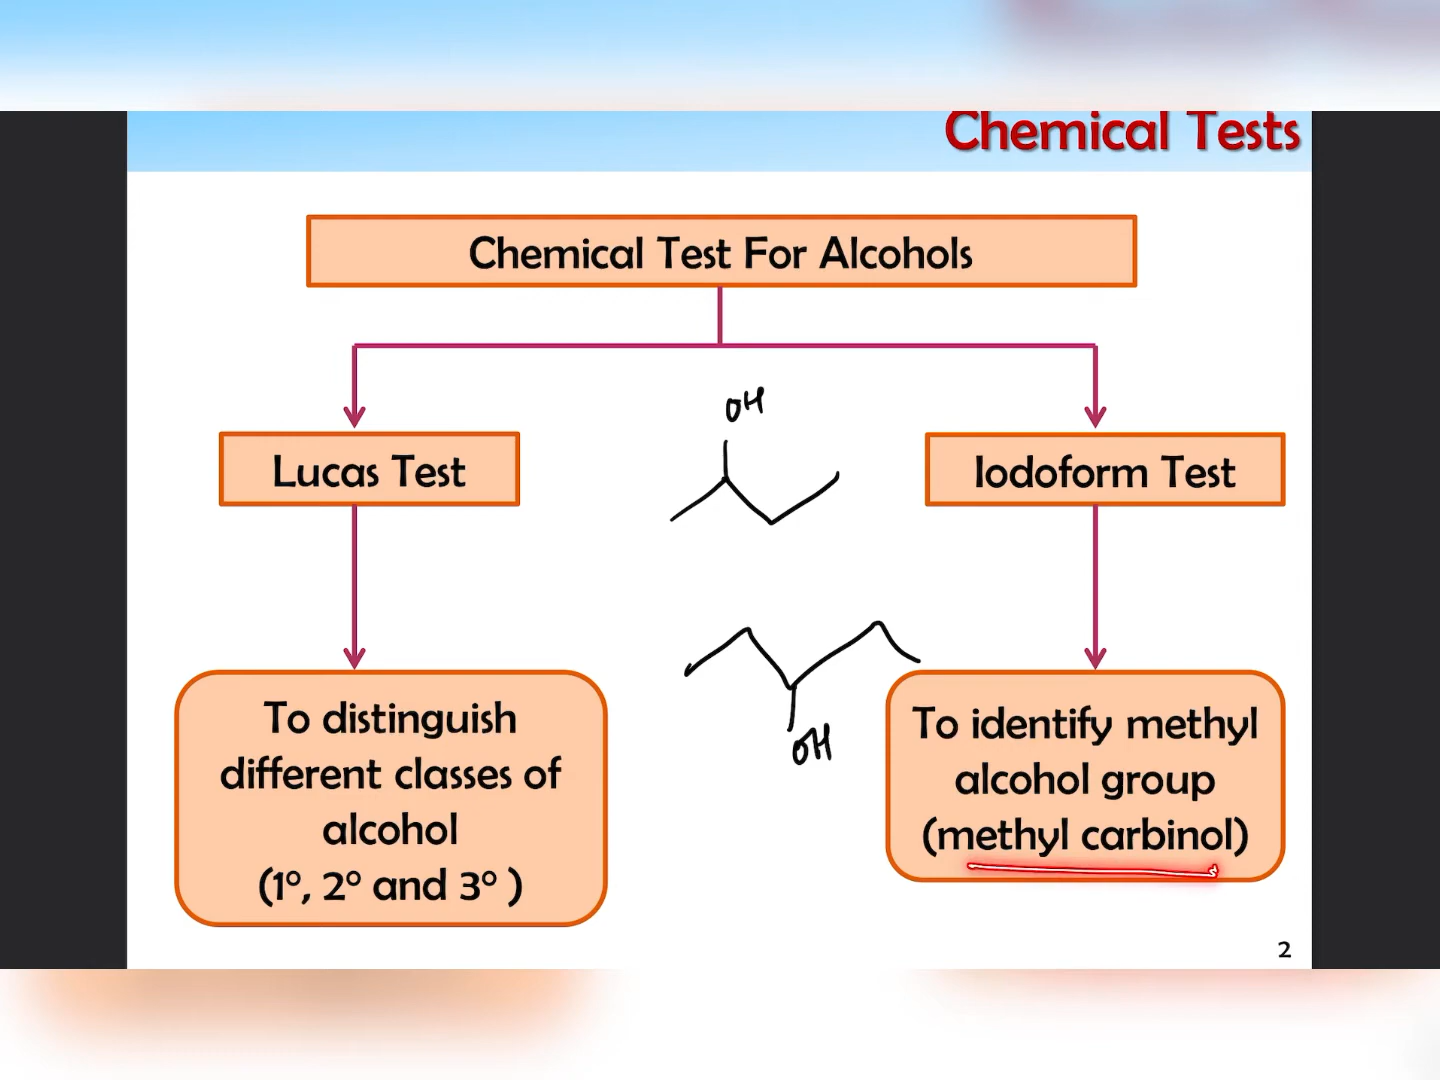 Chemical Tests
Chemical Test For Alcohols
OH
Lucas Test
Iodoform Test
To distinguish
different classes of
alcohol
(1°, 2° and 3° )
OH
To identify methyl
alcohol group
(methyl carbinol)
2